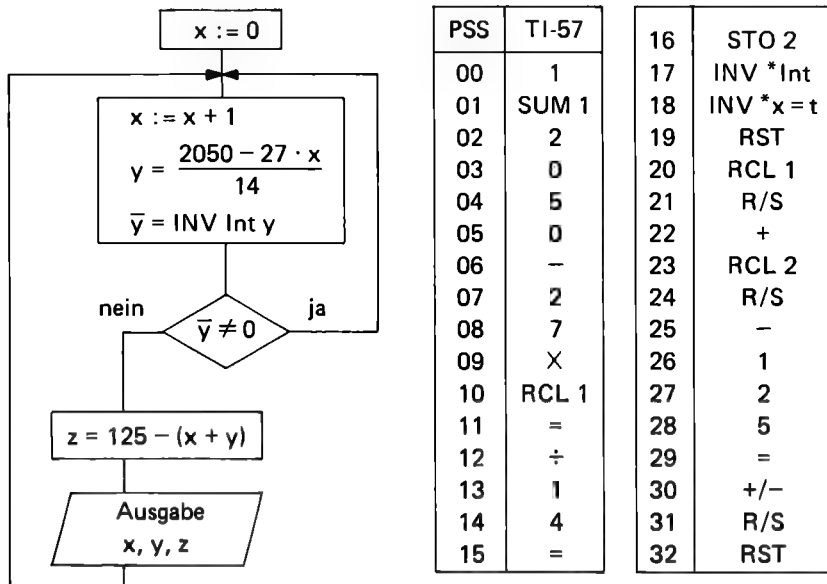 x := 0
x := x + 1
y = \frac{2050 − 27 · x}{14}
ȳ = INV Int y
nein
ȳ ≠ 0
ja
z = 125 − (x + y)
Ausgabe
x, y, z
PSS TI-57
00 1
01 SUM 1
02 2
03 0
04 5
05 0
06 −
07 2
08 7
09 X
10 RCL 1
11 =
12 ÷
13 1
14 4
15 =
16 STO 2
17 INV *Int
18 INV *x = t
19 RST
20 RCL 1
21 R/S
22 +
23 RCL 2
24 R/S
25 −
26 1
27 2
28 5
29 =
30 +/−
31 R/S
32 RST